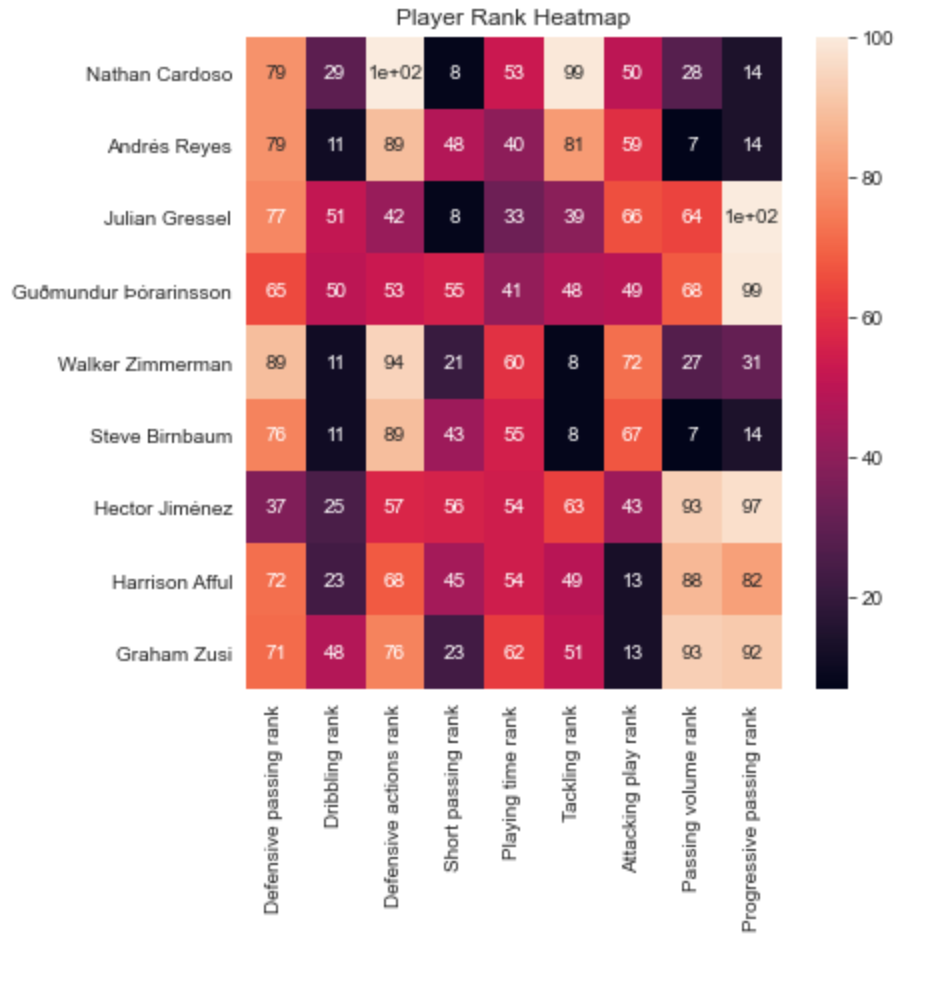 Player Rank Heatmap
Nathan Cardoso 79 29 1e+02 8 53 99 50 28 14
Andrés Reyes 79 11 89 48 40 81 59 7 14
Julian Gressel 77 51 42 8 33 39 66 64 1e+02
Guðmundur Þórarinsson 65 50 53 55 41 48 49 68 99
Walker Zimmerman 89 11 94 21 60 8 72 27 31
Steve Birnbaum 76 11 89 43 55 8 67 7 14
Hector Jiménez 37 25 57 56 54 63 43 93 97
Harrison Afful 72 23 68 45 54 49 13 88 82
Graham Zusi 71 48 76 23 62 51 13 93 92
Defensive passing rank
Dribbling rank
Defensive actions rank
Short passing rank
Playing time rank
Tackling rank
Attacking play rank
Passing volume rank
Progressive passing rank
100
80
60
40
20